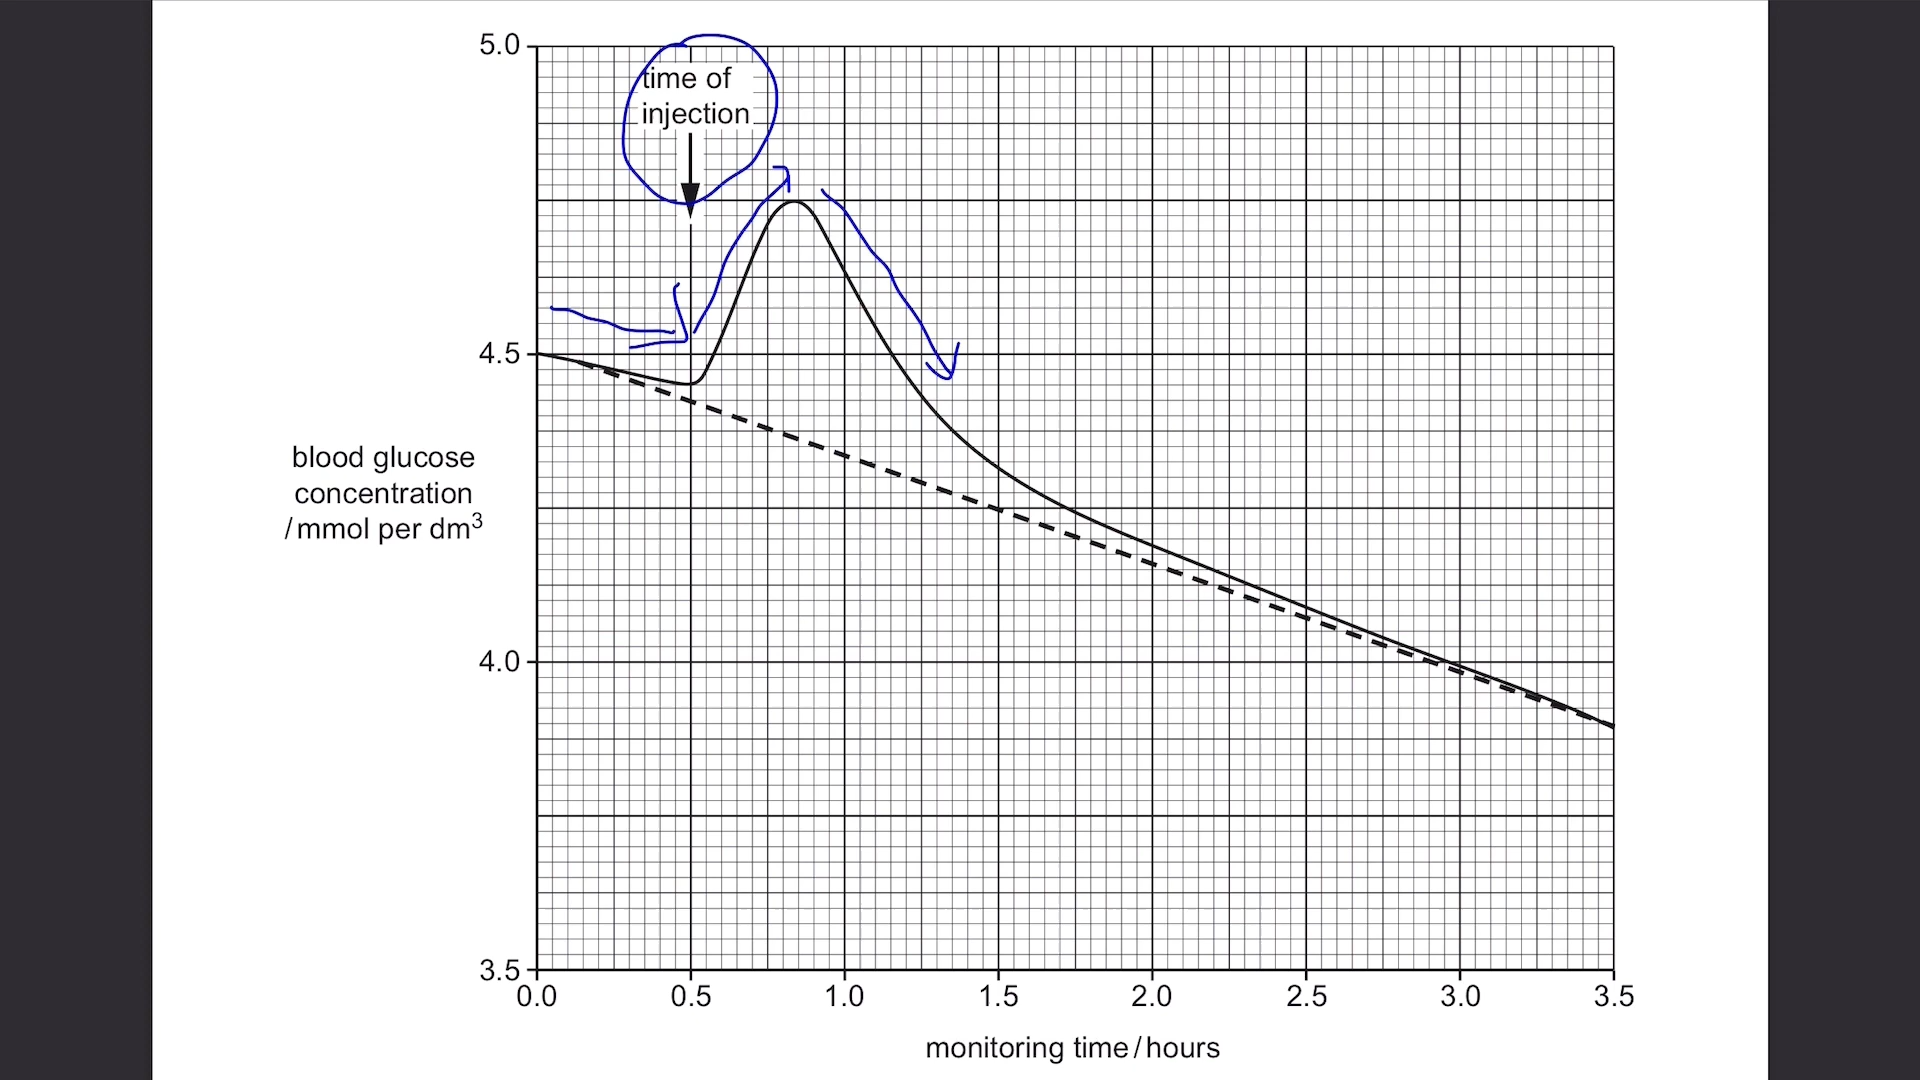 5.0
time of
injection
4.5
blood glucose
concentration
/ mmol per dm³
4.0
3.5
0.0 0.5 1.0 1.5 2.0 2.5 3.0 3.5
monitoring time / hours